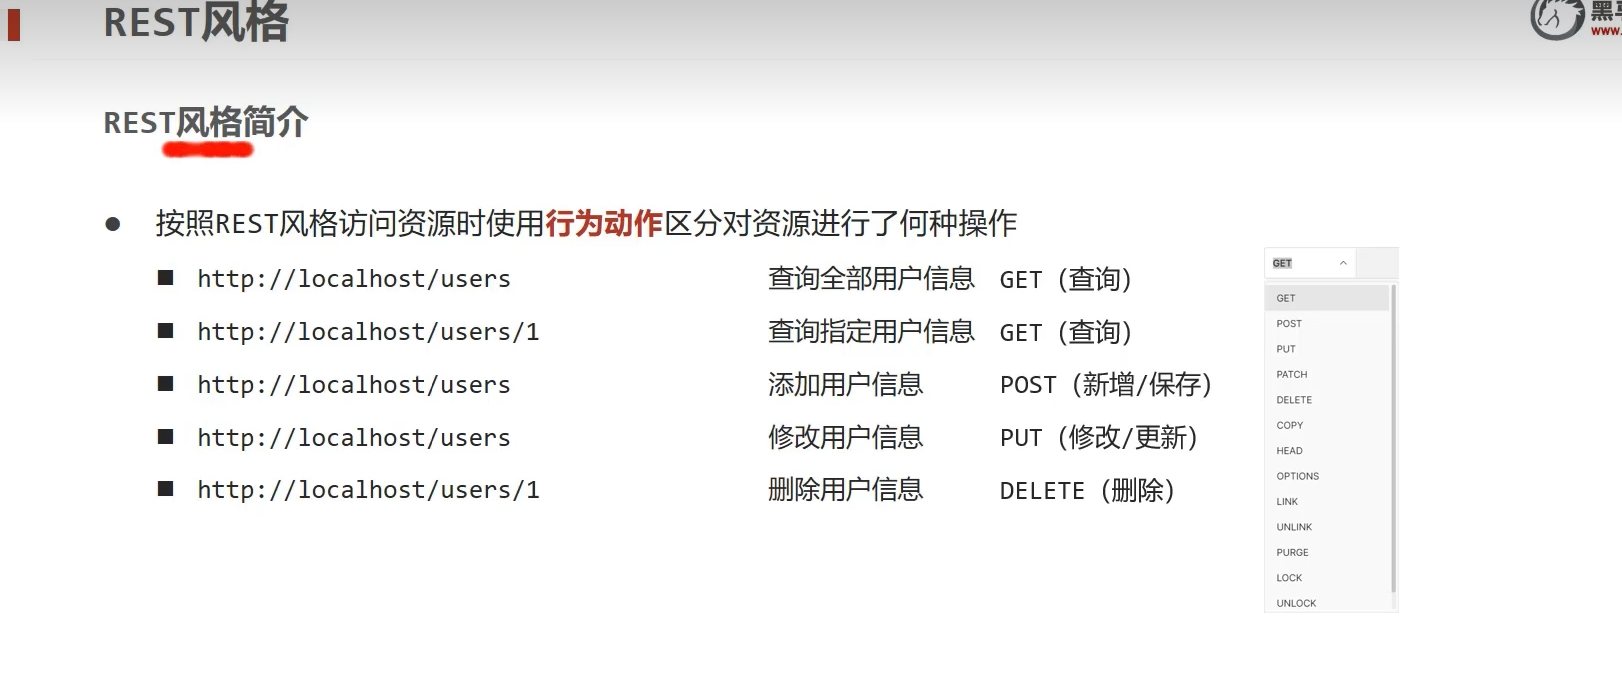 REST风格
REST风格简介
● 按照REST风格访问资源时使用行为动作区分对资源进行了何种操作
■ http://localhost/users 查询全部用户信息 GET（查询）
■ http://localhost/users/1 查询指定用户信息 GET（查询）
■ http://localhost/users 添加用户信息 POST（新增/保存）
■ http://localhost/users 修改用户信息 PUT（修改/更新）
■ http://localhost/users/1 删除用户信息 DELETE（删除）
GET
GET
POST
PUT
PATCH
DELETE
COPY
HEAD
OPTIONS
LINK
UNLINK
PURGE
LOCK
UNLOCK
黑
www.